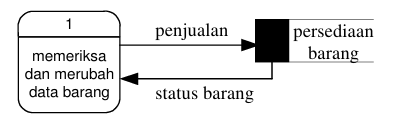 1
memeriksa
dan merubah
data barang
penjualan
persediaan
barang
status barang